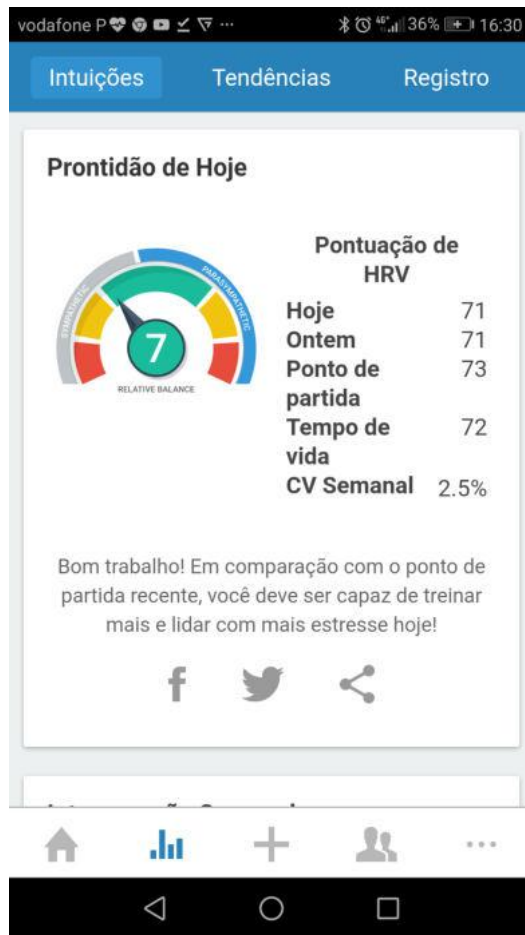 vodafone P ... 46+ 36% 16:30
Intuições Tendências Registro
Prontidão de Hoje
SYMPATHETIC PARASYMPATHETIC
7
RELATIVE BALANCE
Pontuação de
HRV
Hoje 71
Ontem 71
Ponto de 73
partida
Tempo de 72
vida
CV Semanal 2.5%
Bom trabalho! Em comparação com o ponto de
partida recente, você deve ser capaz de treinar
mais e lidar com mais estresse hoje!